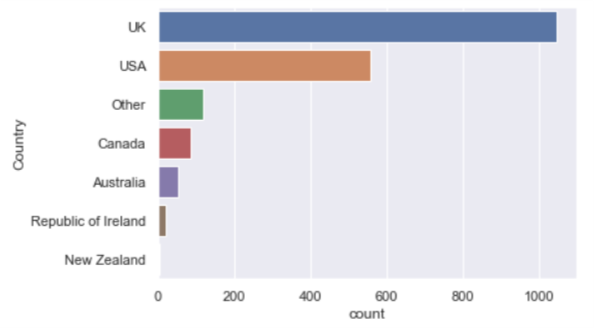 UK
USA
Other
Canada
Australia
Republic of Ireland
New Zealand
Country
0 200 400 600 800 1000
count